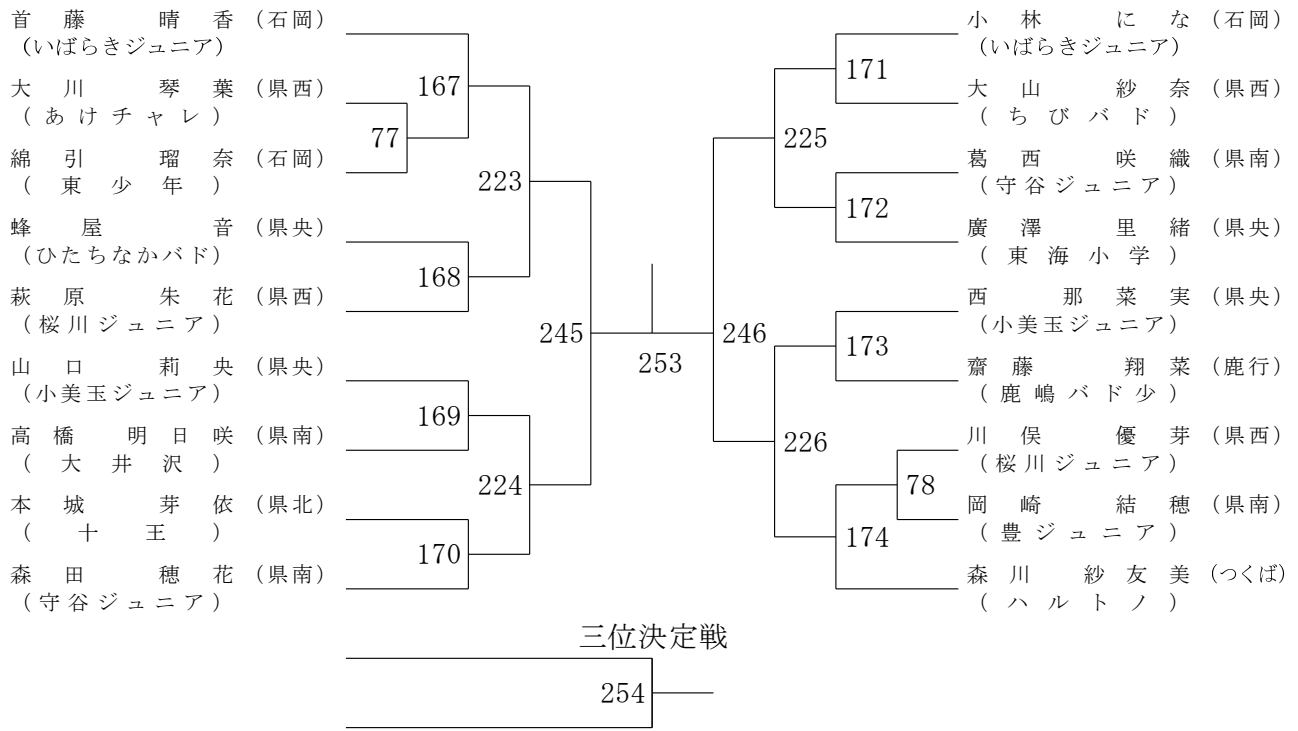 首藤 晴香 (石岡)
(いばらきジュニア)
大川 琴葉 (県西)
(あけチャレ)
綿引 瑠奈 (石岡)
(東少年)
蜂屋 音 (県央)
(ひたちなかバド)
萩原 朱花 (県西)
(桜川ジュニア)
山口 莉央 (県央)
(小美玉ジュニア)
高橋 明日咲 (県南)
(大井沢)
本城 芽依 (県北)
(十王)
森田 穂花 (県南)
(守谷ジュニア)
167
77
223
168
245
169
224
170
253
246
171
225
172
173
226
78
174
小林 にな (石岡)
(いばらきジュニア)
大山 紗奈 (県西)
(ちびバド)
葛西 咲織 (県南)
(守谷ジュニア)
廣澤 里緒 (県央)
(東海小学)
西 那菜実 (県央)
(小美玉ジュニア)
齋藤 翔菜 (鹿行)
(鹿嶋バド少)
川俣 優芽 (県西)
(桜川ジュニア)
岡崎 結穂 (県南)
(豊ジュニア)
森川 紗友美 (つくば)
(ハルトノ)
三位決定戦
254